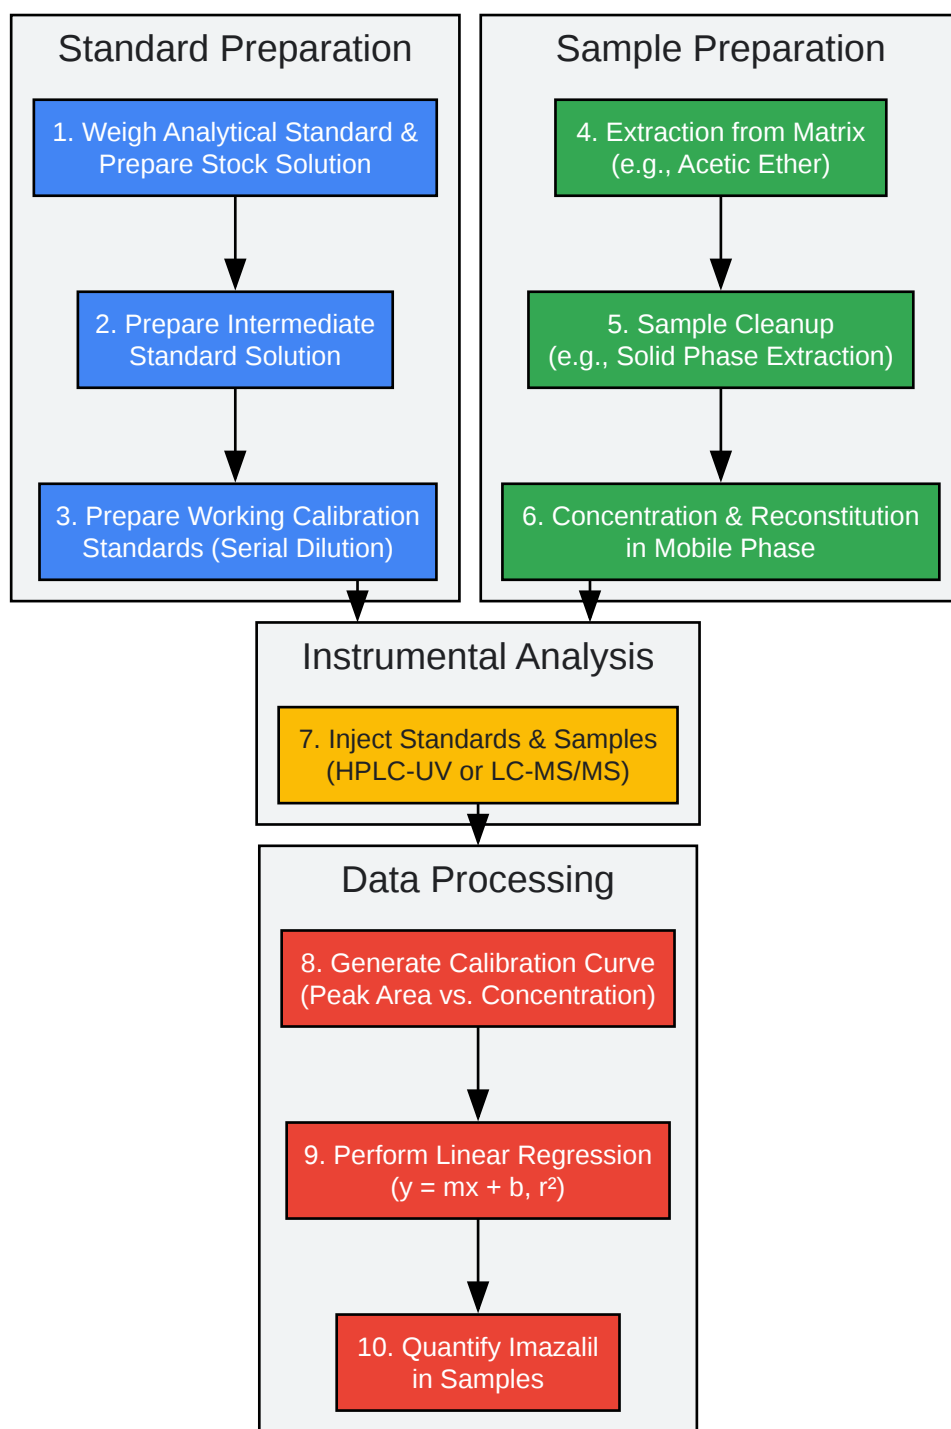 Standard Preparation
1. Weigh Analytical Standard &
Prepare Stock Solution
2. Prepare Intermediate
Standard Solution
3. Prepare Working Calibration
Standards (Serial Dilution)
Sample Preparation
4. Extraction from Matrix
(e.g., Acetic Ether)
5. Sample Cleanup
(e.g., Solid Phase Extraction)
6. Concentration & Reconstitution
in Mobile Phase
Instrumental Analysis
7. Inject Standards & Samples
(HPLC-UV or LC-MS/MS)
Data Processing
8. Generate Calibration Curve
(Peak Area vs. Concentration)
9. Perform Linear Regression
(y = mx + b, r²)
10. Quantify Imazalil
in Samples